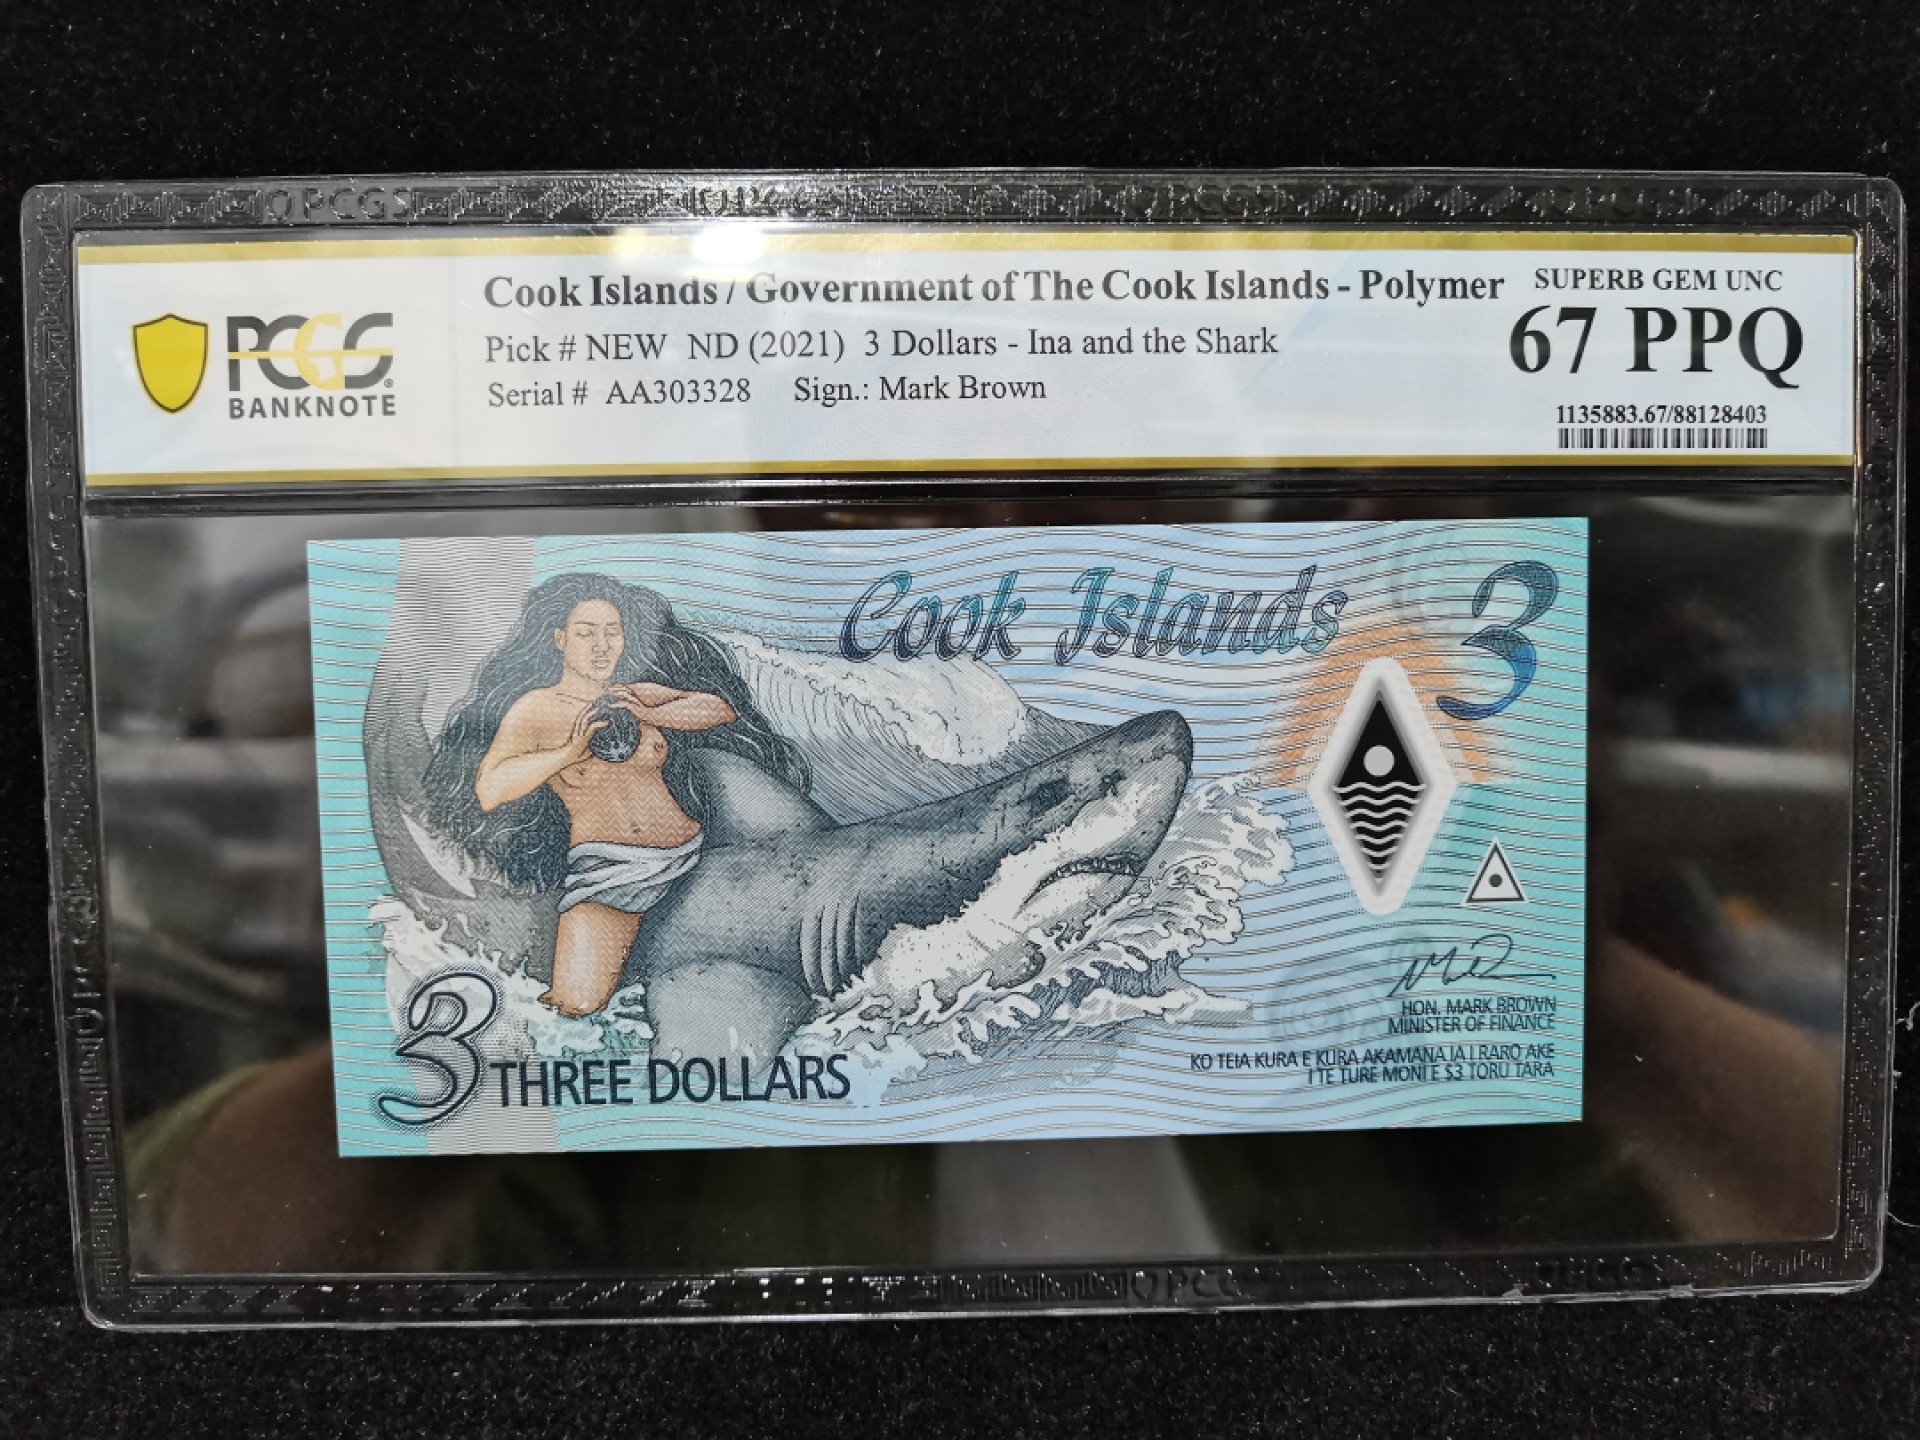 PCGS
BANKNOTE
Cook Islands / Government of The Cook Islands - Polymer
Pick # NEW ND (2021) 3 Dollars - Ina and the Shark
Serial # AA303328 Sign.: Mark Brown
SUPERB GEM UNC
67 PPQ
1135883.67/88128403
Cook Islands
3
HON. MARK BROWN
MINISTER OF FINANCE
KO TEIA KURA E KURA AKAMANA IA I RARO AKE
I TE TURE MONI E $3 TORU TARA
3 THREE DOLLARS